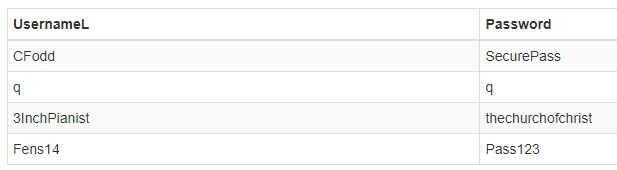 UsernameL Password
CFodd SecurePass
q q
3InchPianist thechurchofchrist
Fens14 Pass123